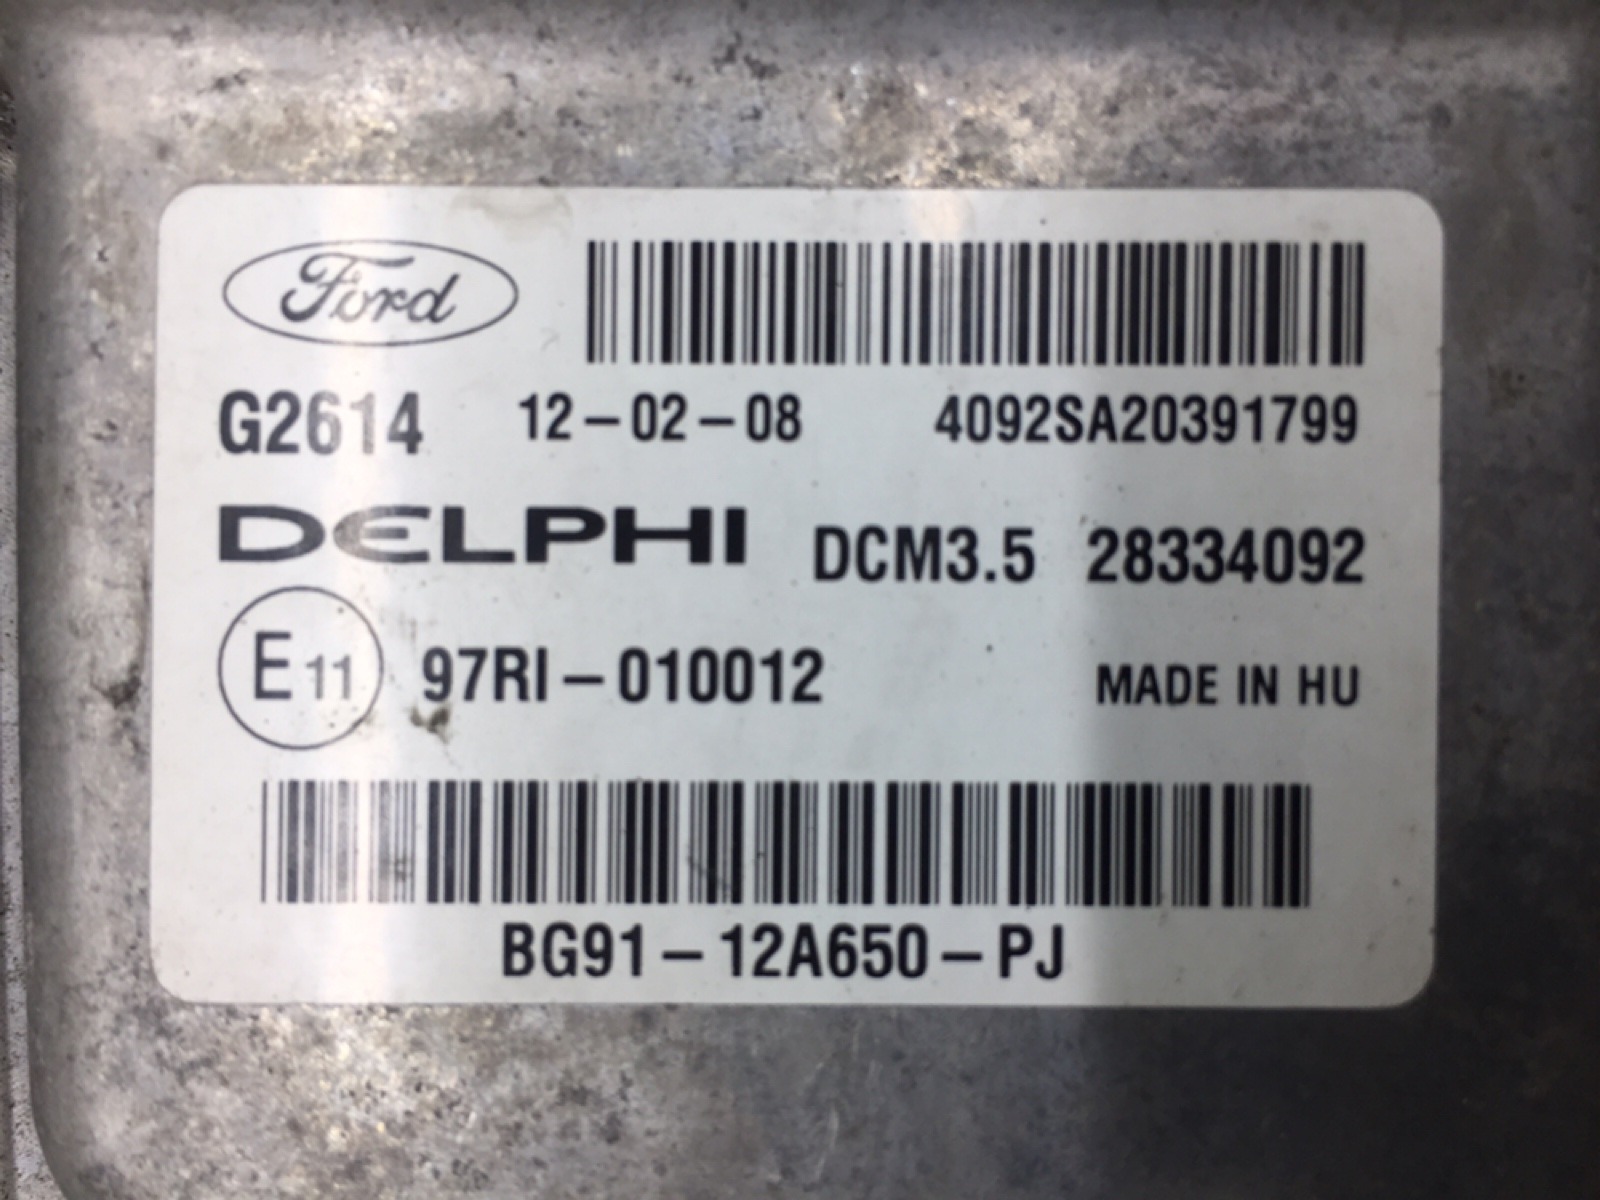 Ford
G2614 12-02-08 4092SA20391799
DELPHI DCM3.5 28334092
E11 97RI-010012 MADE IN HU
BG91-12A650-PJ